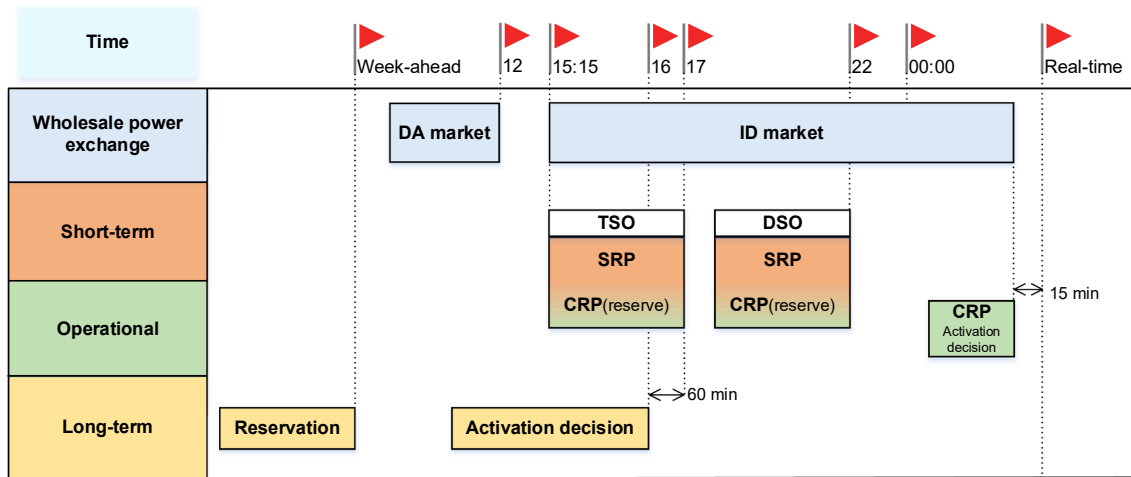 Time
Week-ahead
12
15:15
16
17
22
00:00
Real-time
Wholesale power
exchange
DA market
ID market
Short-term
TSO
DSO
SRP
SRP
CRP(reserve)
CRP(reserve)
Operational
15 min
CRP
Activation
decision
60 min
Long-term
Reservation
Activation decision